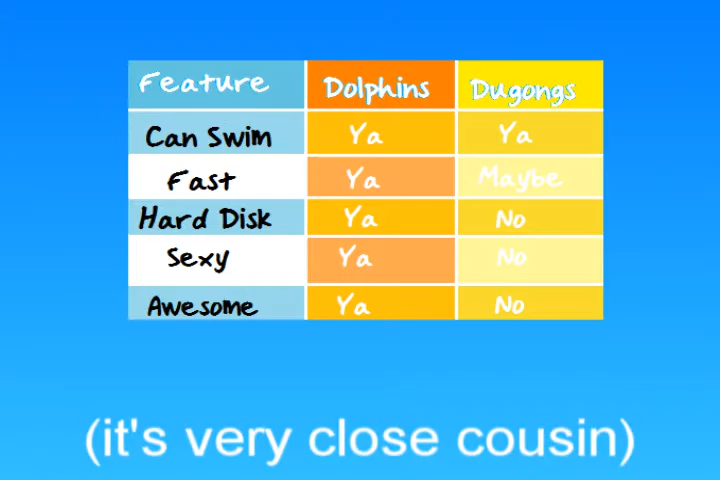 Feature Dolphins Dugongs
Can Swim Ya Ya
Fast Ya Maybe
Hard Disk Ya No
Sexy Ya No
Awesome Ya No
(it's very close cousin)